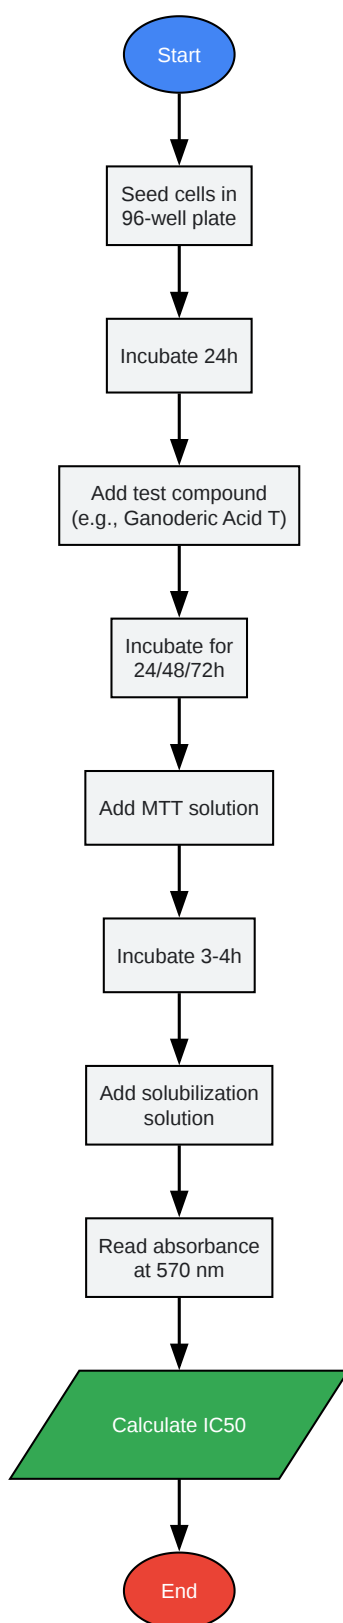 Start
Seed cells in
96-well plate
Incubate 24h
Add test compound
(e.g., Ganoderic Acid T)
Incubate for
24/48/72h
Add MTT solution
Incubate 3-4h
Add solubilization
solution
Read absorbance
at 570 nm
Calculate IC50
End